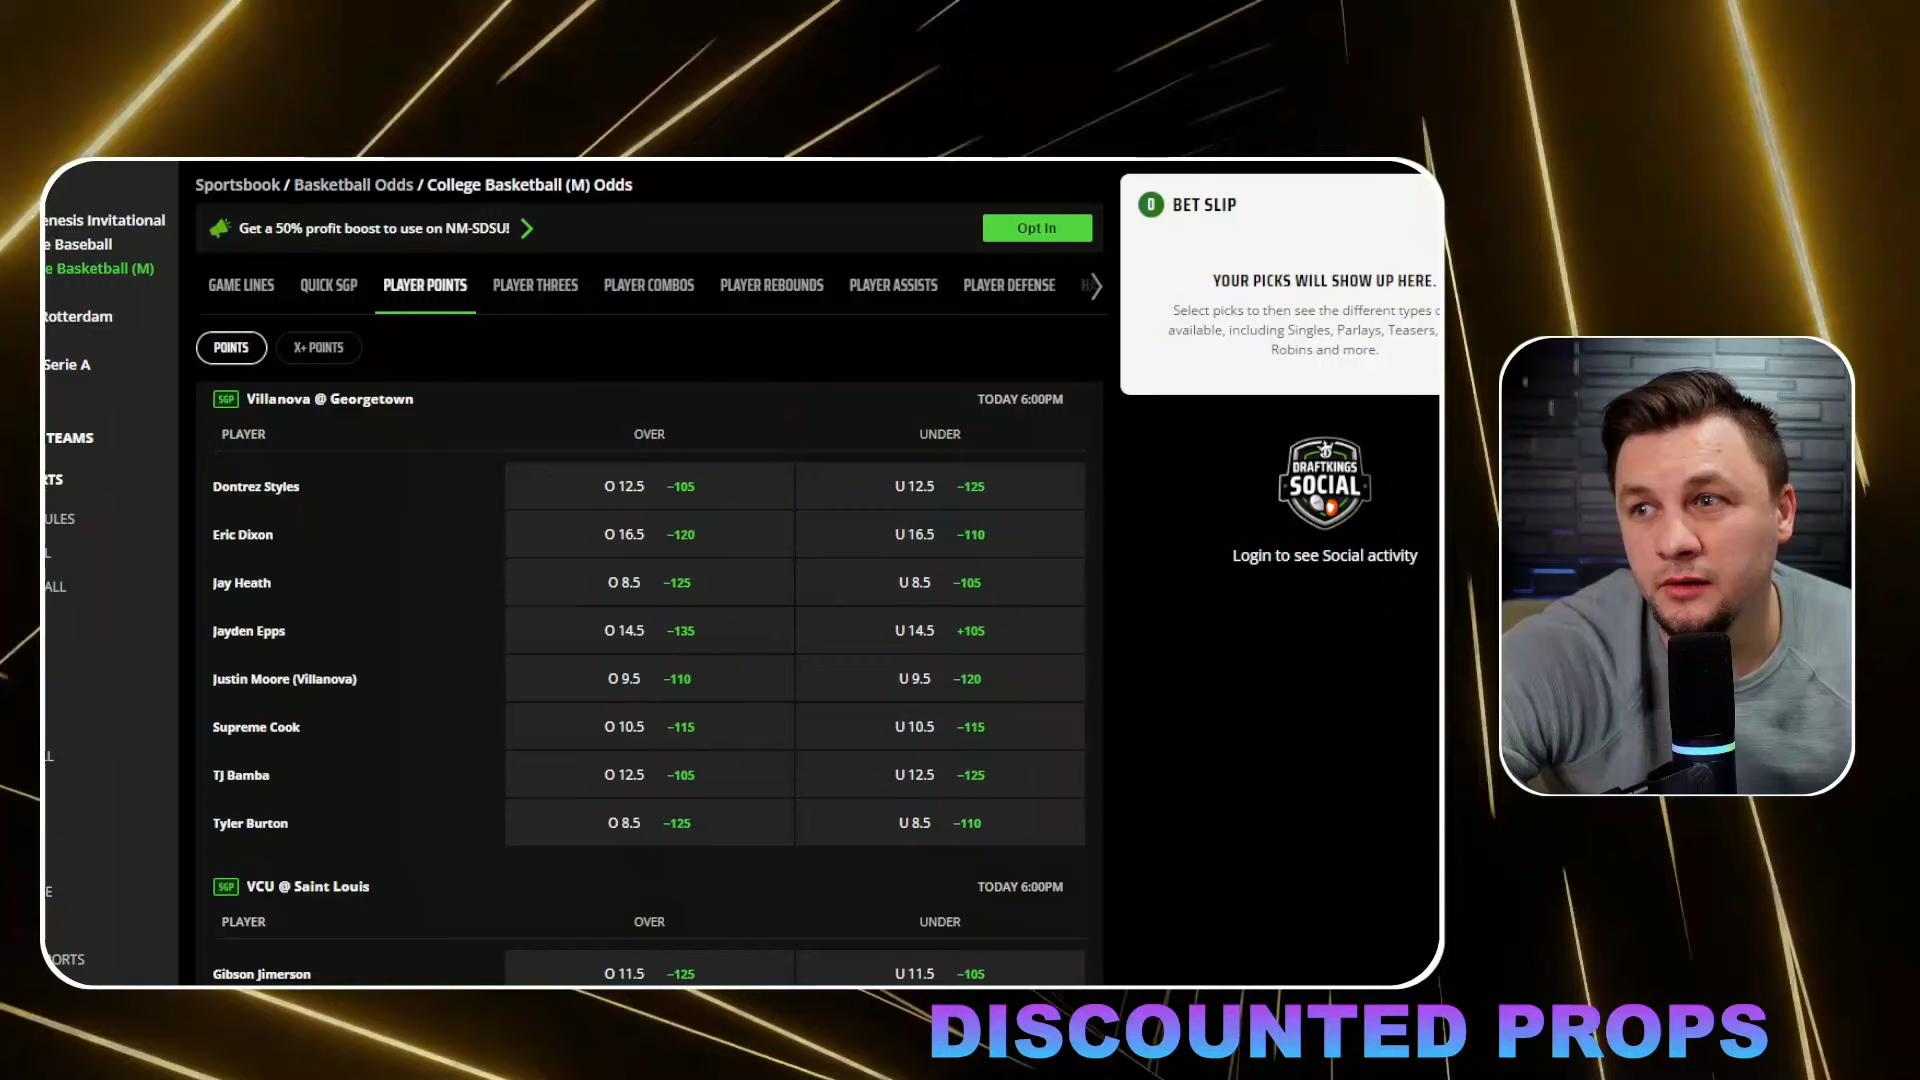 enesis Invitational
e Baseball
e Basketball (M)
Rotterdam
Serie A
TEAMS
RTS
ULES
L
ALL
LL
E
PORTS
Sportsbook / Basketball Odds / College Basketball (M) Odds
Get a 50% profit boost to use on NM-SDSU!
Opt In
GAME LINES QUICK SGP PLAYER POINTS PLAYER THREES PLAYER COMBOS PLAYER REBOUNDS PLAYER ASSISTS PLAYER DEFENSE
POINTS X+ POINTS
SGP Villanova @ Georgetown TODAY 6:00PM
PLAYER OVER UNDER
Dontrez Styles O 12.5 −105 U 12.5 −125
Eric Dixon O 16.5 −120 U 16.5 −110
Jay Heath O 8.5 −125 U 8.5 −105
Jayden Epps O 14.5 −135 U 14.5 +105
Justin Moore (Villanova) O 9.5 −110 U 9.5 −120
Supreme Cook O 10.5 −115 U 10.5 −115
TJ Bamba O 12.5 −105 U 12.5 −125
Tyler Burton O 8.5 −125 U 8.5 −110
SGP VCU @ Saint Louis TODAY 6:00PM
PLAYER OVER UNDER
Gibson Jimerson O 11.5 −125 U 11.5 −105
0 BET SLIP
YOUR PICKS WILL SHOW UP HERE.
Select picks to then see the different types o
available, including Singles, Parlays, Teasers,
Robins and more.
DRAFTKINGS
SOCIAL
Login to see Social activity
DISCOUNTED PROPS